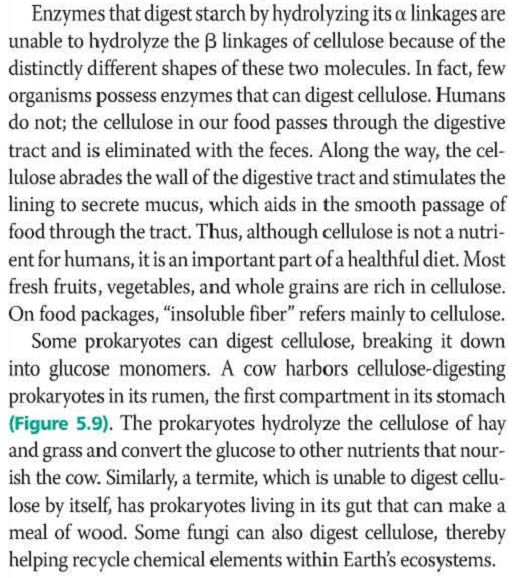 Enzymes that digest starch by hydrolyzing its α linkages are
unable to hydrolyze the β linkages of cellulose because of the
distinctly different shapes of these two molecules. In fact, few
organisms possess enzymes that can digest cellulose. Humans
do not; the cellulose in our food passes through the digestive
tract and is eliminated with the feces. Along the way, the cel-
lulose abrades the wall of the digestive tract and stimulates the
lining to secrete mucus, which aids in the smooth passage of
food through the tract. Thus, although cellulose is not a nutri-
ent for humans, it is an important part of a healthful diet. Most
fresh fruits, vegetables, and whole grains are rich in cellulose.
On food packages, “insoluble fiber” refers mainly to cellulose.
Some prokaryotes can digest cellulose, breaking it down
into glucose monomers. A cow harbors cellulose-digesting
prokaryotes in its rumen, the first compartment in its stomach
(Figure 5.9). The prokaryotes hydrolyze the cellulose of hay
and grass and convert the glucose to other nutrients that nour-
ish the cow. Similarly, a termite, which is unable to digest cellu-
lose by itself, has prokaryotes living in its gut that can make a
meal of wood. Some fungi can also digest cellulose, thereby
helping recycle chemical elements within Earth’s ecosystems.